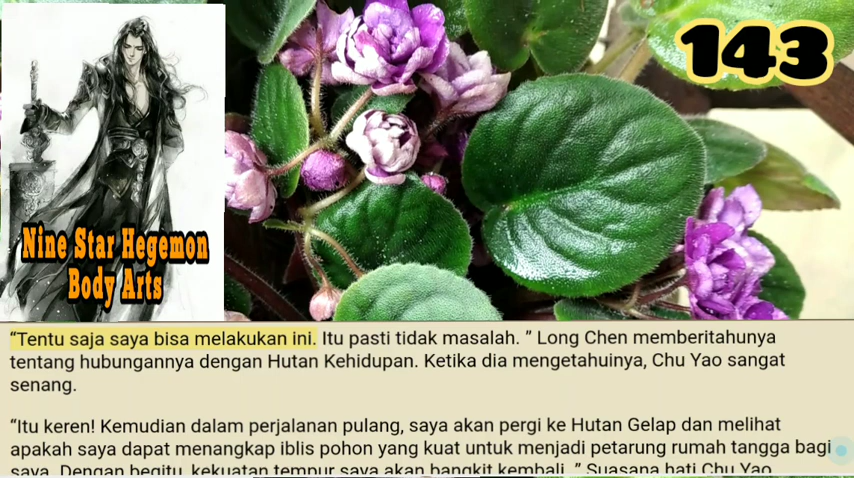 143
Nine Star Hegemon
Body Arts
“Tentu saja saya bisa melakukan ini. Itu pasti tidak masalah. ” Long Chen memberitahunya
tentang hubungannya dengan Hutan Kehidupan. Ketika dia mengetahuinya, Chu Yao sangat
senang.
“Itu keren! Kemudian dalam perjalanan pulang, saya akan pergi ke Hutan Gelap dan melihat
apakah saya dapat menangkap iblis pohon yang kuat untuk menjadi petarung rumah tangga bagi
saya. Dengan begitu, kekuatan tempur saya akan bangkit kembali. ” Suasana hati Chu Yao